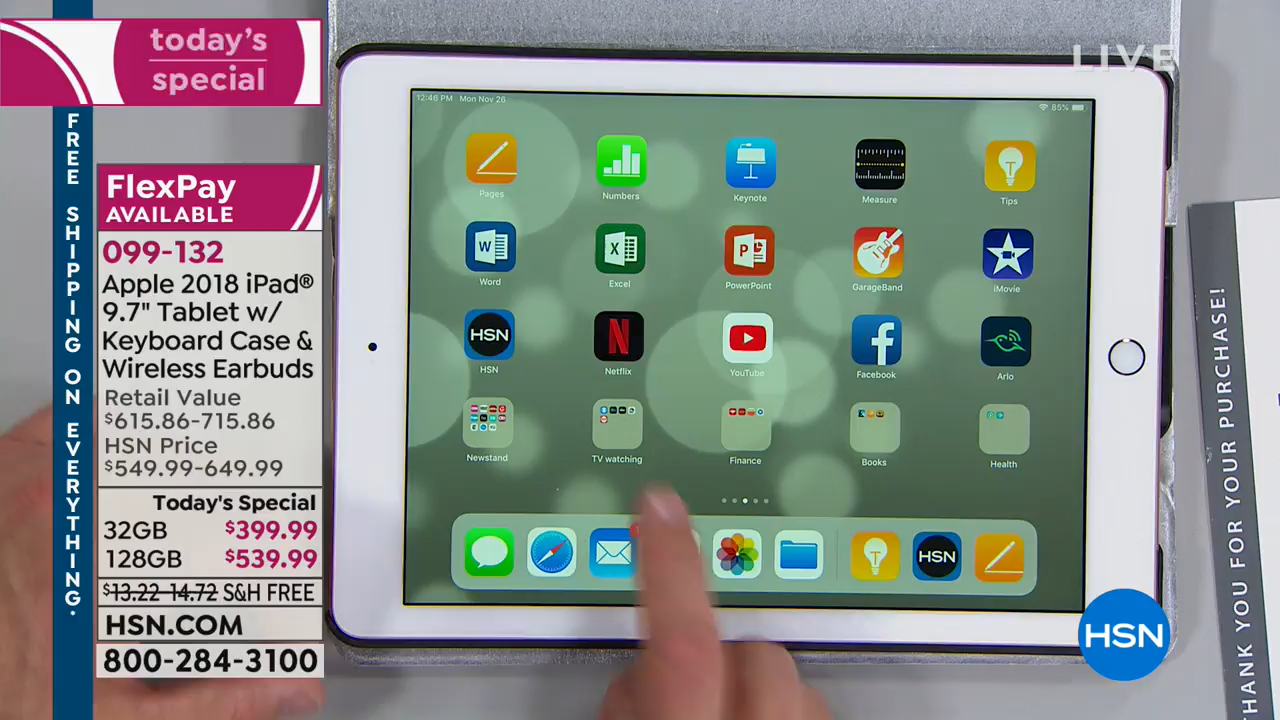 today's
special
FREE SHIPPING ON EVERYTHING.
FlexPay
AVAILABLE
099-132
Apple 2018 iPad®
9.7" Tablet w/
Keyboard Case &
Wireless Earbuds
Retail Value
$615.86-715.86
HSN Price
$549.99-649.99
Today's Special
32GB $399.99
128GB $539.99
$13.22-14.72 S&H FREE
HSN.COM
800-284-3100
LIVE
12:46 PM Mon Nov 26
85%
Pages Numbers Keynote Measure Tips
W X P
Word Excel PowerPoint GarageBand iMovie
HSN N f
HSN Netflix YouTube Facebook Arlo
Newstand TV watching Finance Books Health
HSN
HSN
THANK YOU FOR YOUR PURCHASE!